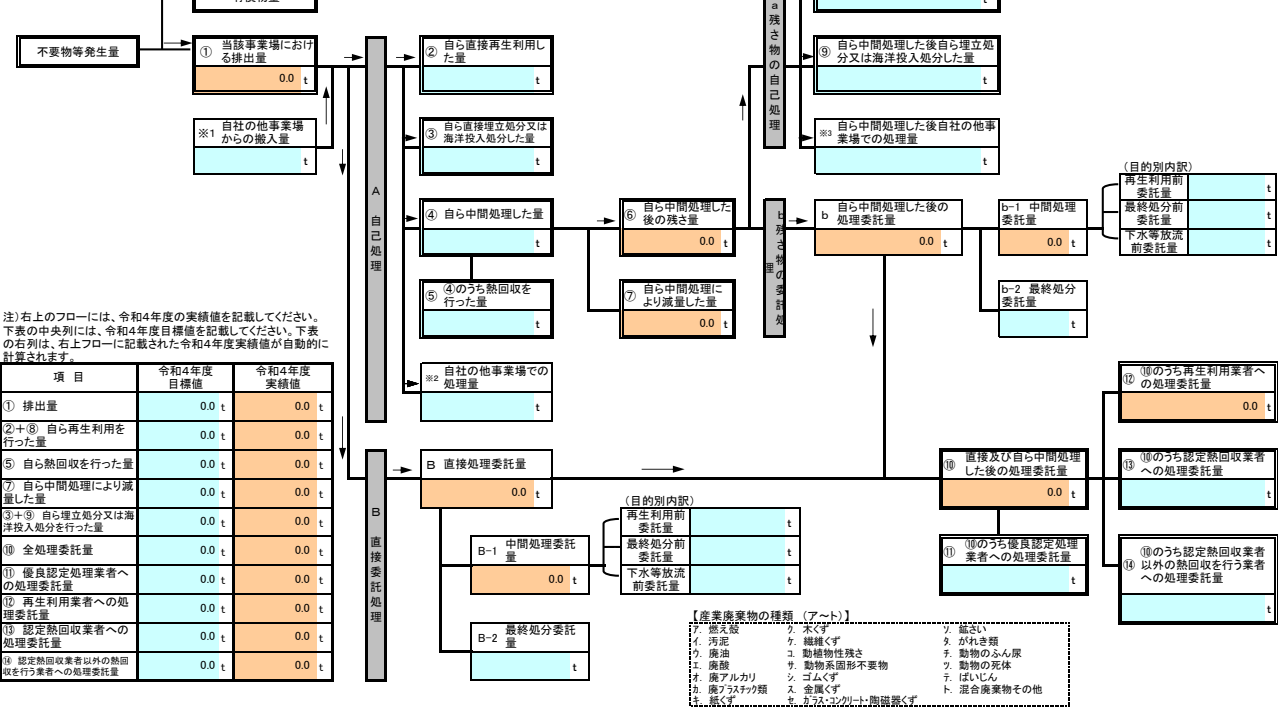 不要物等発生量
① 当該事業場におけ
る排出量
0.0 t
※1 自社の他事業場
からの搬入量
t
A 自己処理
② 自ら直接再生利用し
た量
t
③ 自ら直接埋立処分又は
海洋投入処分した量
t
④ 自ら中間処理した量
t
⑤ ④のうち熱回収を
行った量
t
※2 自社の他事業場での
処理量
t
⑥ 自ら中間処理した
後の残さ量
0.0 t
⑦ 自ら中間処理に
より減量した量
0.0 t
a 残さ物の自己処理
⑨ 自ら中間処理した後自ら埋立処
分又は海洋投入処分した量
t
※3 自ら中間処理した後自社の他事
業場での処理量
t
b 残さ物の委託処理
b 自ら中間処理した後の
処理委託量
0.0 t
b-1 中間処理
委託量
0.0 t
b-2 最終処分
委託量
t
(目的別内訳)
再生利用前
委託量
t
最終処分前
委託量
t
下水等放流
前委託量
t
注)右上のフローには、令和4年度の実績値を記載してください。
下表の中央列には、令和4年度目標値を記載してください。下表
の右列は、右上フローに記載された令和4年度実績値が自動的に
計算されます。
項 目 令和4年度
目標値 令和4年度
実績値
① 排出量 0.0 t 0.0 t
②+⑧ 自ら再生利用を
行った量 0.0 t 0.0 t
⑤ 自ら熱回収を行った量 0.0 t 0.0 t
⑦ 自ら中間処理により減
量した量 0.0 t 0.0 t
③+⑨ 自ら埋立処分又は海
洋投入処分を行った量 0.0 t 0.0 t
⑩ 全処理委託量 0.0 t 0.0 t
⑪ 優良認定処理業者へ
の処理委託量 0.0 t 0.0 t
⑫ 再生利用業者への処
理委託量 0.0 t 0.0 t
⑬ 認定熱回収業者への
処理委託量 0.0 t 0.0 t
⑭ 認定熱回収業者以外の熱回
収を行う業者への処理委託量 0.0 t 0.0 t
B 直接委託処理
B 直接処理委託量
0.0 t
B-1 中間処理委託
量
0.0 t
B-2 最終処分委託
量
t
(目的別内訳)
再生利用前
委託量
t
最終処分前
委託量
t
下水等放流
前委託量
t
⑩ 直接及び自ら中間処理
した後の処理委託量
0.0 t
⑪ ⑩のうち優良認定処理
業者への処理委託量
t
⑫ ⑩のうち再生利用業者へ
の処理委託量
0.0 t
⑬ ⑩のうち認定熱回収業者
への処理委託量
t
⑭ ⑩のうち認定熱回収業者
以外の熱回収を行う業者
への処理委託量
t
【産業廃棄物の種類 (ア~ト)】
ア. 燃え殻 ク. 木くず ソ. 鉱さい
イ. 汚泥 ケ. 繊維くず タ. がれき類
ウ. 廃油 コ. 動植物性残さ チ. 動物のふん尿
エ. 廃酸 サ. 動物系固形不要物 ツ. 動物の死体
オ. 廃アルカリ シ. ゴムくず テ. ばいじん
カ. 廃プラスチック類 ス. 金属くず ト. 混合廃棄物その他
キ. 紙くず セ. ガラス・コンクリート・陶磁器くず